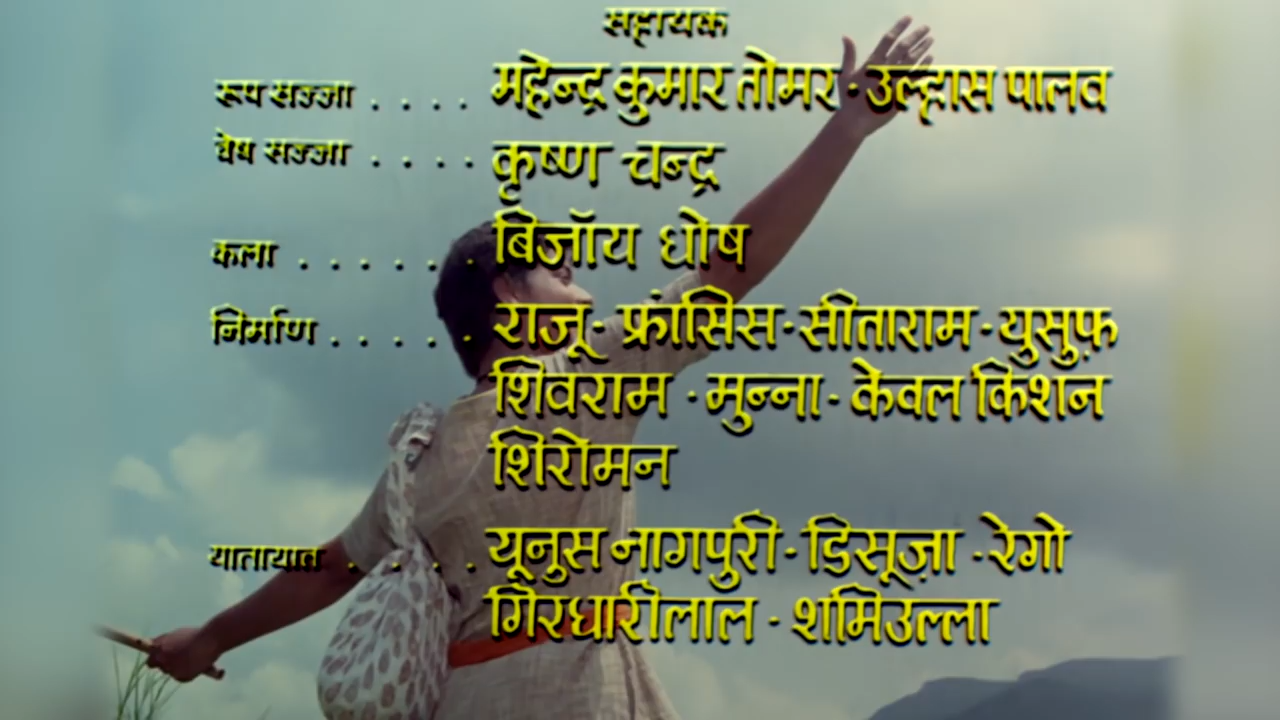 सहायक
रूप सज्जा . . . . महेन्द्र कुमार तोमर · उल्हास पालव
वेष सज्जा . . . . कृष्ण चन्द्र
कला . . . . . . बिजॉय घोष
निर्माण . . . . . राजू - फ्रांसिस - सीताराम - युसुफ़
शिवराम - मुन्ना - केवल किशन
शिरोमन
यातायात . . . . यूनुस नागपुरी - डिसूज़ा - रेगो
गिरधारीलाल - शमिउल्ला